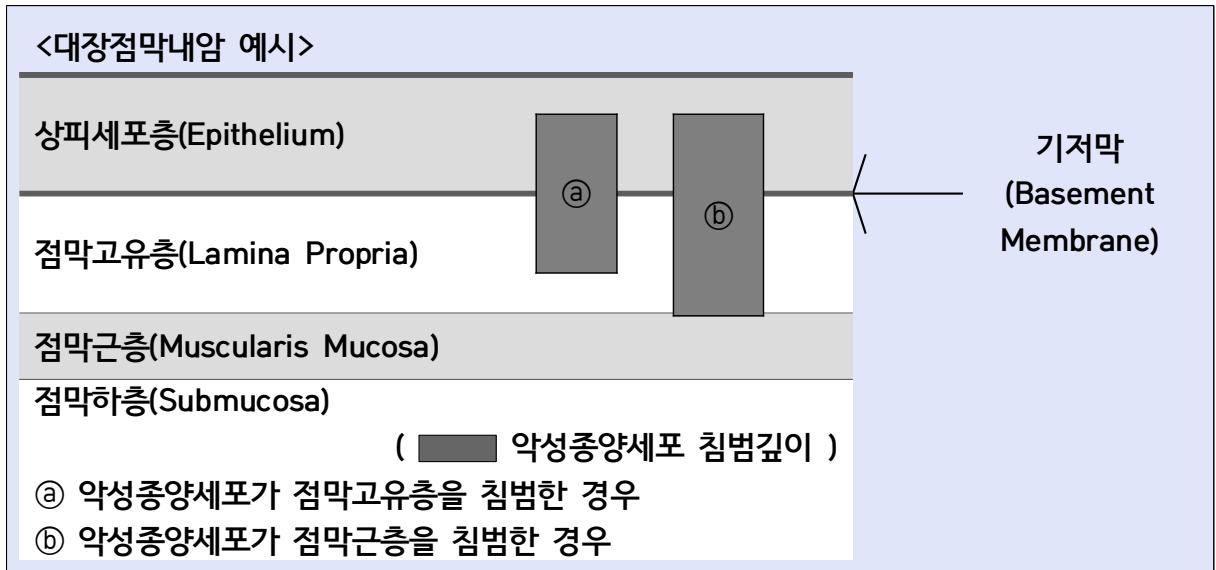 <대장점막내암 예시>
상피세포층(Epithelium)
기저막
(Basement
Membrane)
ⓐ
ⓑ
점막고유층(Lamina Propria)
점막근층(Muscularis Mucosa)
점막하층(Submucosa)
( 악성종양세포 침범깊이 )
ⓐ 악성종양세포가 점막고유층을 침범한 경우
ⓑ 악성종양세포가 점막근층을 침범한 경우